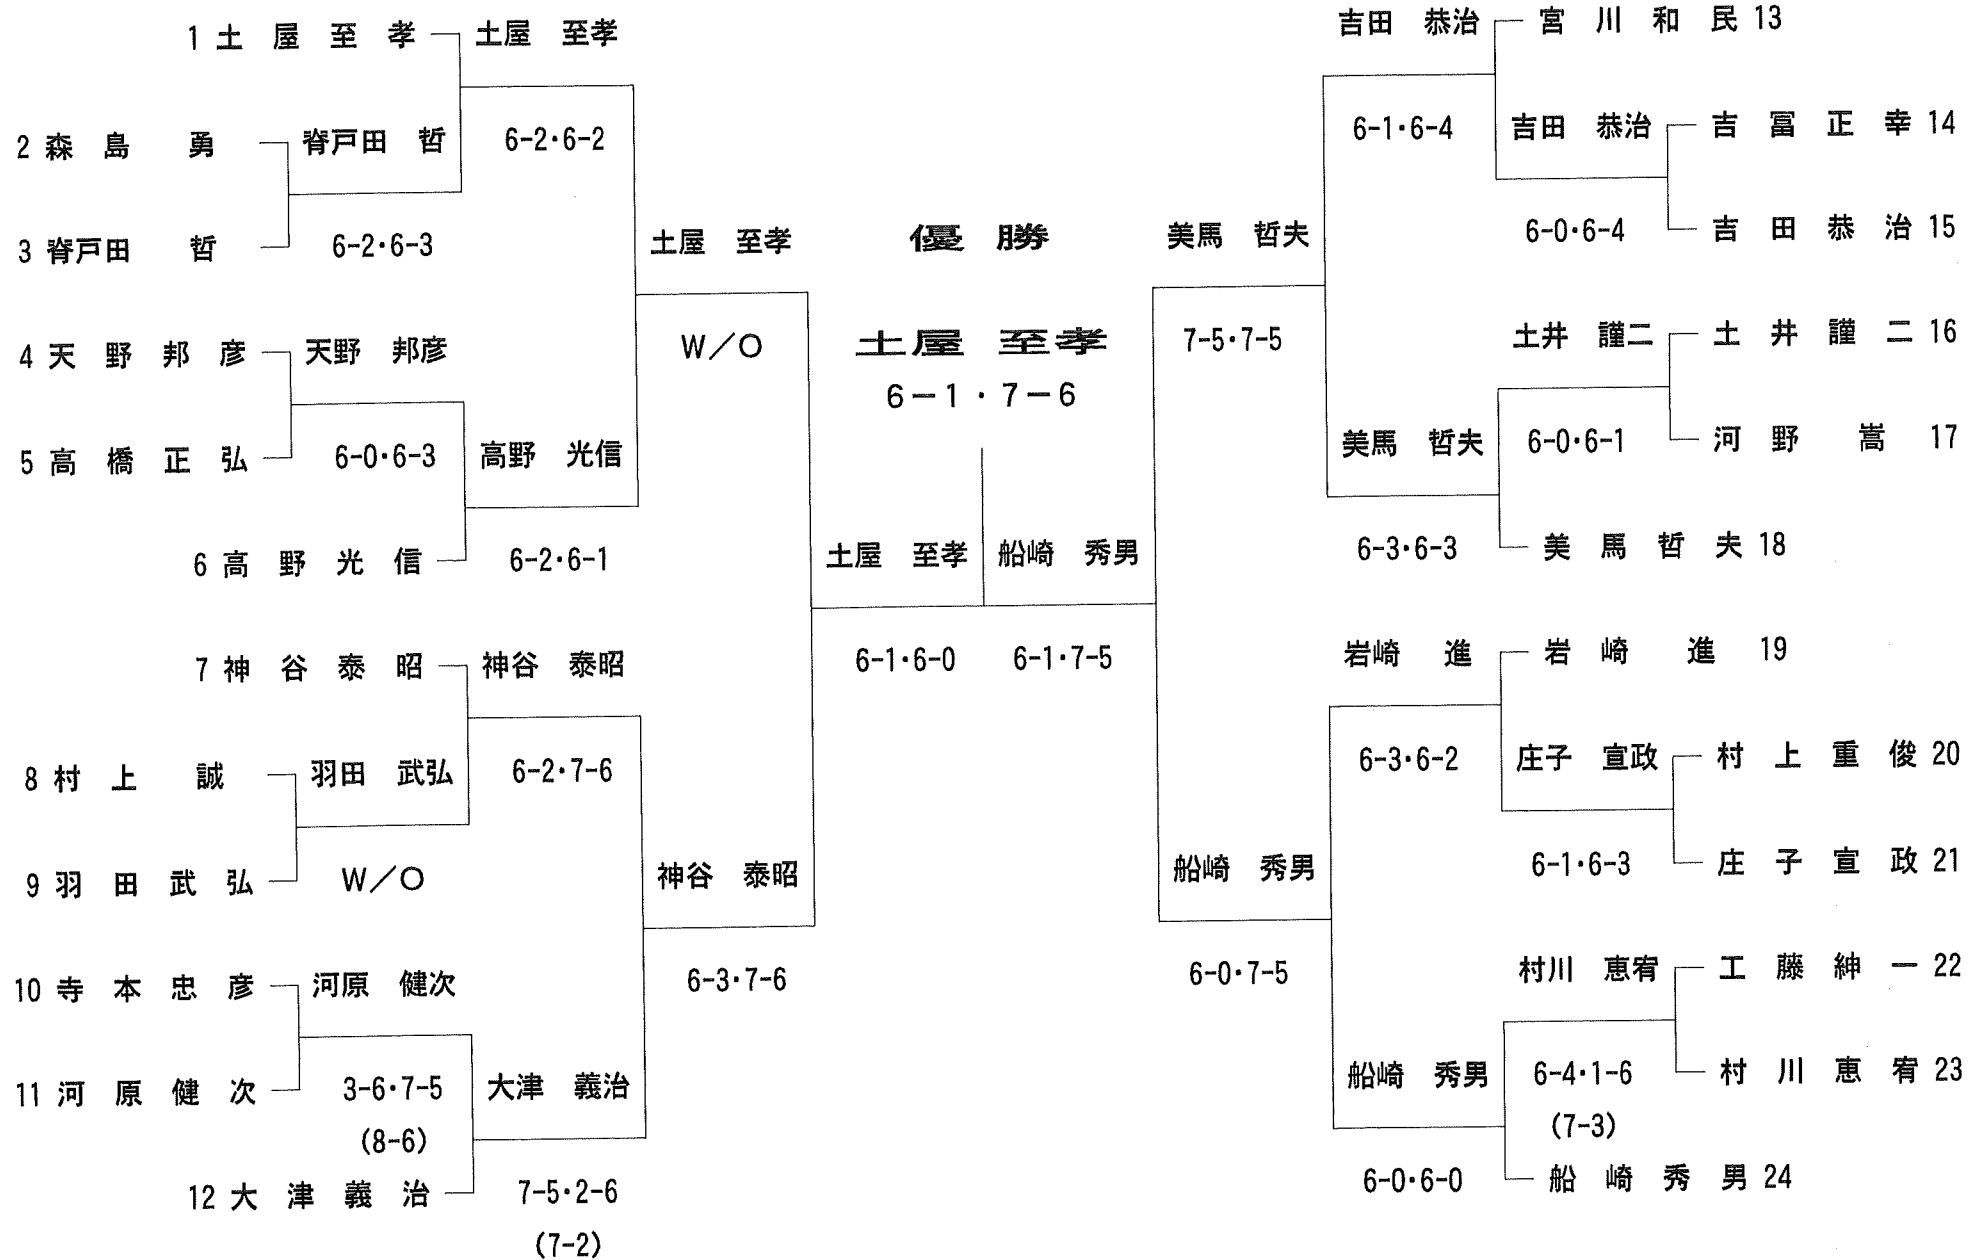 1 土屋至孝
土屋 至孝
2 森島 勇
脊戸田 哲
6-2・6-2
3 脊戸田 哲
6-2・6-3
土屋 至孝
4 天野邦彦
天野 邦彦
W／O
5 高橋正弘
6-0・6-3
高野 光信
6 高野光信
6-2・6-1
土屋 至孝
7 神谷泰昭
神谷 泰昭
6-1・6-0
8 村上 誠
羽田 武弘
6-2・7-6
9 羽田武弘
W／O
神谷 泰昭
10 寺本忠彦
河原 健次
6-3・7-6
11 河原健次
3-6・7-5
(8-6)
大津 義治
12 大津義治
7-5・2-6
(7-2)
優勝
土屋 至孝
6－1・7－6
吉田 恭治
宮川和民 13
6-1・6-4
吉田 恭治
吉冨正幸 14
6-0・6-4
吉田恭治 15
美馬 哲夫
7-5・7-5
土井 謹二
土井謹二 16
美馬 哲夫
6-0・6-1
河野 嵩 17
6-3・6-3
美馬哲夫 18
船崎 秀男
6-1・7-5
岩崎 進
岩崎 進 19
6-3・6-2
庄子 宣政
村上重俊 20
6-1・6-3
庄子宣政 21
船崎 秀男
6-0・7-5
村川 恵宥
工藤紳一 22
船崎 秀男
6-4・1-6
(7-3)
村川恵宥 23
6-0・6-0
船崎秀男 24